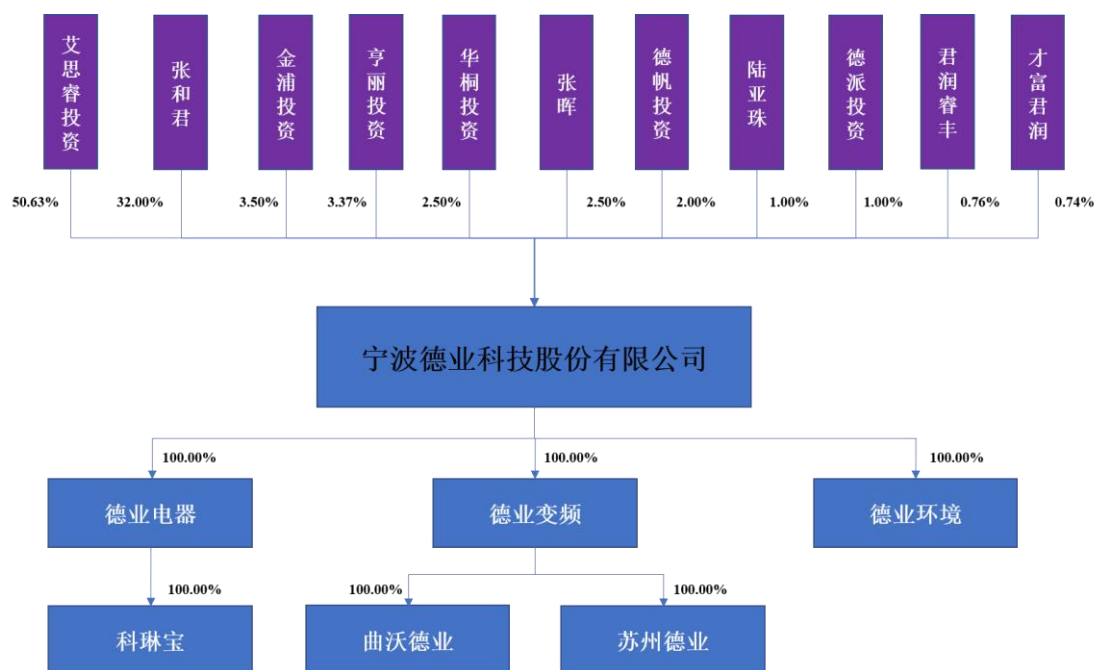 艾思睿投资
张和君
金浦投资
亨丽投资
华桐投资
张晖
德帆投资
陆亚珠
德派投资
君润睿丰
才富君润
50.63%
32.00%
3.50%
3.37%
2.50%
2.50%
2.00%
1.00%
1.00%
0.76%
0.74%
宁波德业科技股份有限公司
100.00%
100.00%
100.00%
德业电器
德业变频
德业环境
100.00%
100.00%
100.00%
科琳宝
曲沃德业
苏州德业